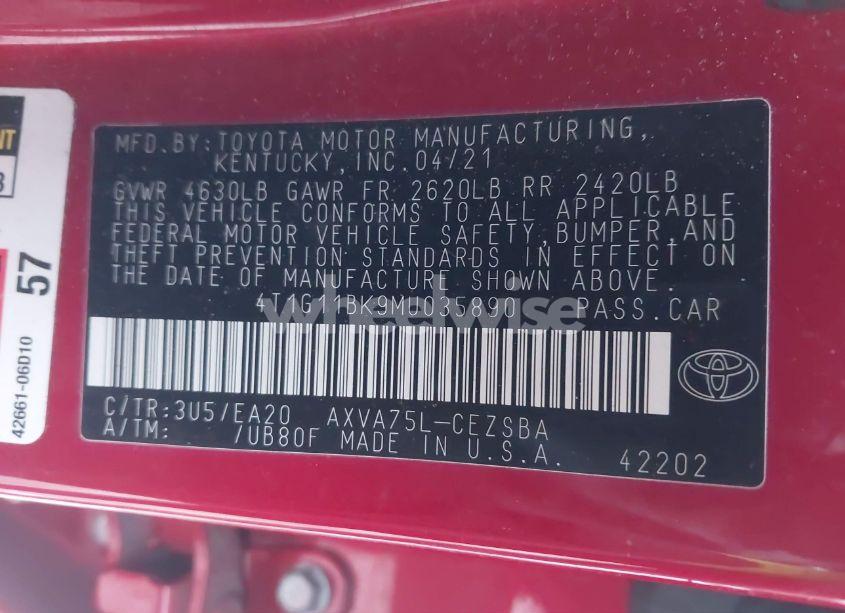 MFD. BY: TOYOTA MOTOR MANUFACTURING,
KENTUCKY, INC. 04/21
GVWR 4630LB GAWR FR 2620LB RR 2420LB
THIS VEHICLE CONFORMS TO ALL APPLICABLE
FEDERAL MOTOR VEHICLE SAFETY, BUMPER, AND
THEFT PREVENTION STANDARDS IN EFFECT ON
THE DATE OF MANUFACTURE SHOWN ABOVE.
PASS. CAR
wheelwise
C/TR: 3U5/EA20 AXVA75L-CEZSBA
A/TM: /UB80F MADE IN U.S.A. 42202
57
42661-06D10